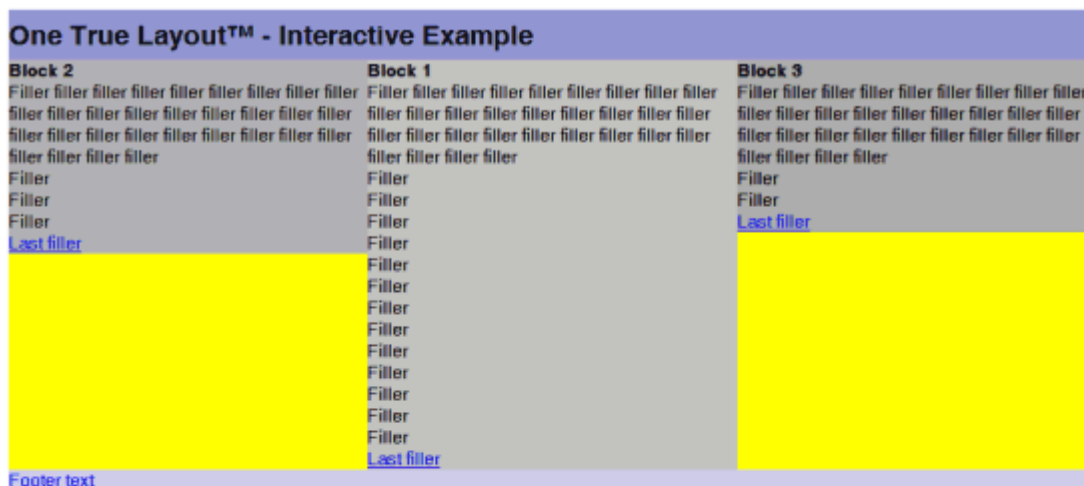 One True Layout™ - Interactive Example
Block 2
Filler filler filler filler filler filler filler filler filler
filler filler filler filler filler filler filler filler filler
filler filler filler filler filler filler filler filler filler
filler filler filler filler
Filler
Filler
Filler
Last filler
Block 1
Filler filler filler filler filler filler filler filler filler
filler filler filler filler filler filler filler filler filler
filler filler filler filler filler filler filler filler filler
filler filler filler filler
Filler
Filler
Filler
Filler
Filler
Filler
Filler
Filler
Filler
Filler
Filler
Filler
Filler
Last filler
Block 3
Filler filler filler filler filler filler filler filler fille
filler filler filler filler filler filler filler filler filler
filler filler filler filler filler filler filler filler filler
filler filler filler filler
Filler
Filler
Last filler
Footer text